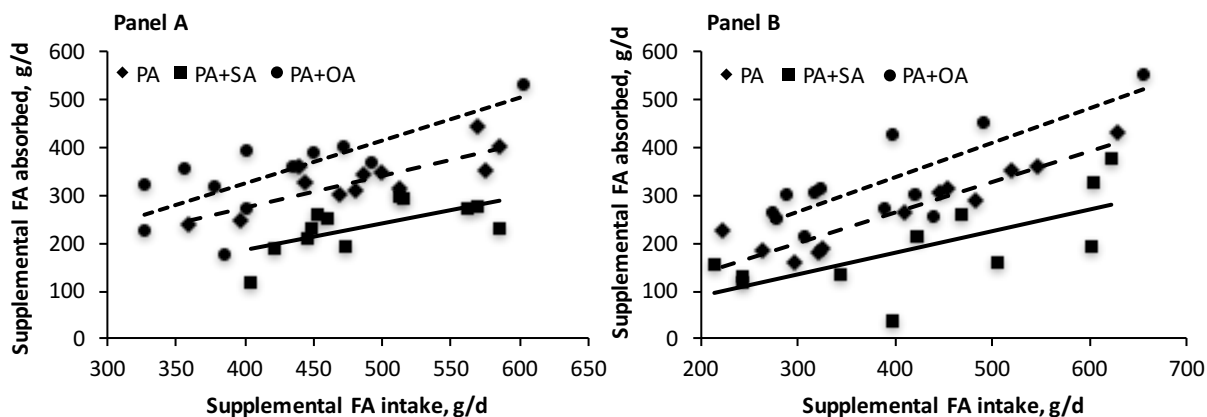 Panel A
Supplemental FA absorbed, g/d
600
500
400
300
200
100
0
◆ PA ■ PA+SA ● PA+OA
300 350 400 450 500 550 600 650
Supplemental FA intake, g/d
Panel B
Supplemental FA absorbed, g/d
600
500
400
300
200
100
0
◆ PA ■ PA+SA ● PA+OA
200 300 400 500 600 700
Supplemental FA intake, g/d